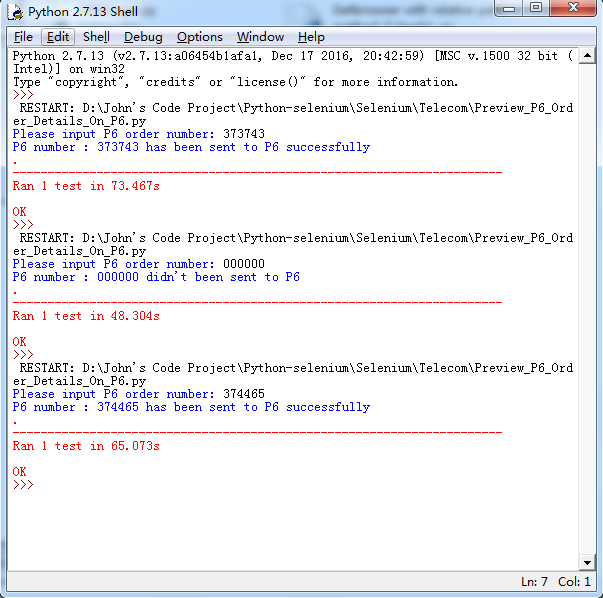 Python 2.7.13 Shell
File Edit Shell Debug Options Window Help
Python 2.7.13 (v2.7.13:a06454b1afa1, Dec 17 2016, 20:42:59) [MSC v.1500 32 bit (
Intel)] on win32
Type "copyright", "credits" or "license()" for more information.
>>>
RESTART: D:\John's Code Project\Python-selenium\Selenium\Telecom\Preview_P6_Ord
er_Details_On_P6.py
Please input P6 order number: 373743
P6 number : 373743 has been sent to P6 successfully
.
----------------------------------------------------------------------
Ran 1 test in 73.467s
OK
>>>
RESTART: D:\John's Code Project\Python-selenium\Selenium\Telecom\Preview_P6_Ord
er_Details_On_P6.py
Please input P6 order number: 000000
P6 number : 000000 didn't been sent to P6
.
----------------------------------------------------------------------
Ran 1 test in 48.304s
OK
>>>
RESTART: D:\John's Code Project\Python-selenium\Selenium\Telecom\Preview_P6_Ord
er_Details_On_P6.py
Please input P6 order number: 374465
P6 number : 374465 has been sent to P6 successfully
.
----------------------------------------------------------------------
Ran 1 test in 65.073s
OK
>>>
Ln: 7 Col: 1